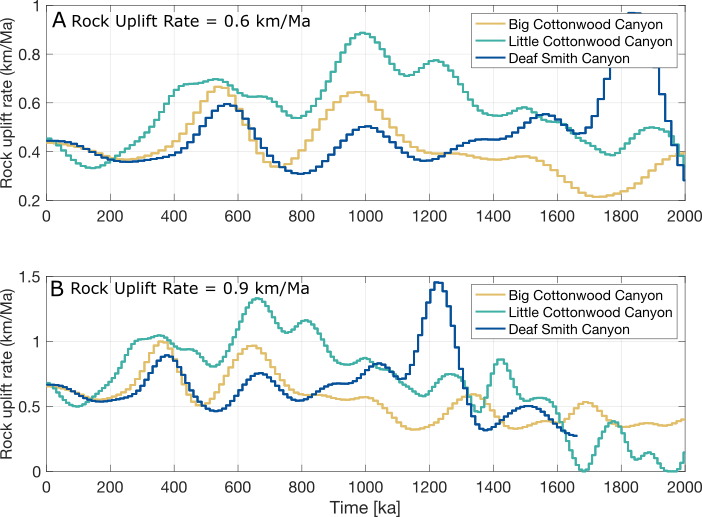 A Rock Uplift Rate = 0.6 km/Ma
Big Cottonwood Canyon
Little Cottonwood Canyon
Deaf Smith Canyon
Rock uplift rate (km/Ma)
1
0.8
0.6
0.4
0.2
0 200 400 600 800 1000 1200 1400 1600 1800 2000
B Rock Uplift Rate = 0.9 km/Ma
Big Cottonwood Canyon
Little Cottonwood Canyon
Deaf Smith Canyon
Rock uplift rate (km/Ma)
1.5
1
0.5
0
0 200 400 600 800 1000 1200 1400 1600 1800 2000
Time [ka]